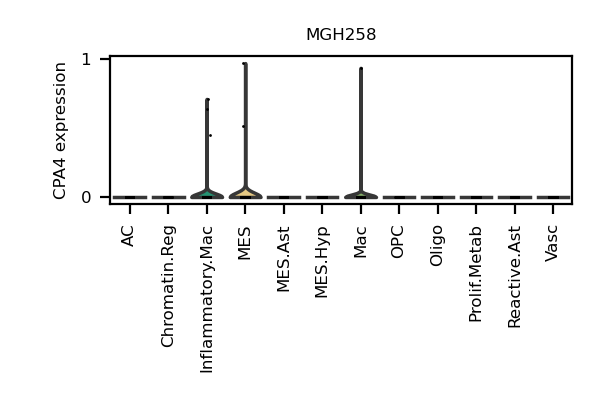 MGH258
CPA4 expression
1
0
AC
Chromatin.Reg
Inflammatory.Mac
MES
MES.Ast
MES.Hyp
Mac
OPC
Oligo
Prolif.Metab
Reactive.Ast
Vasc